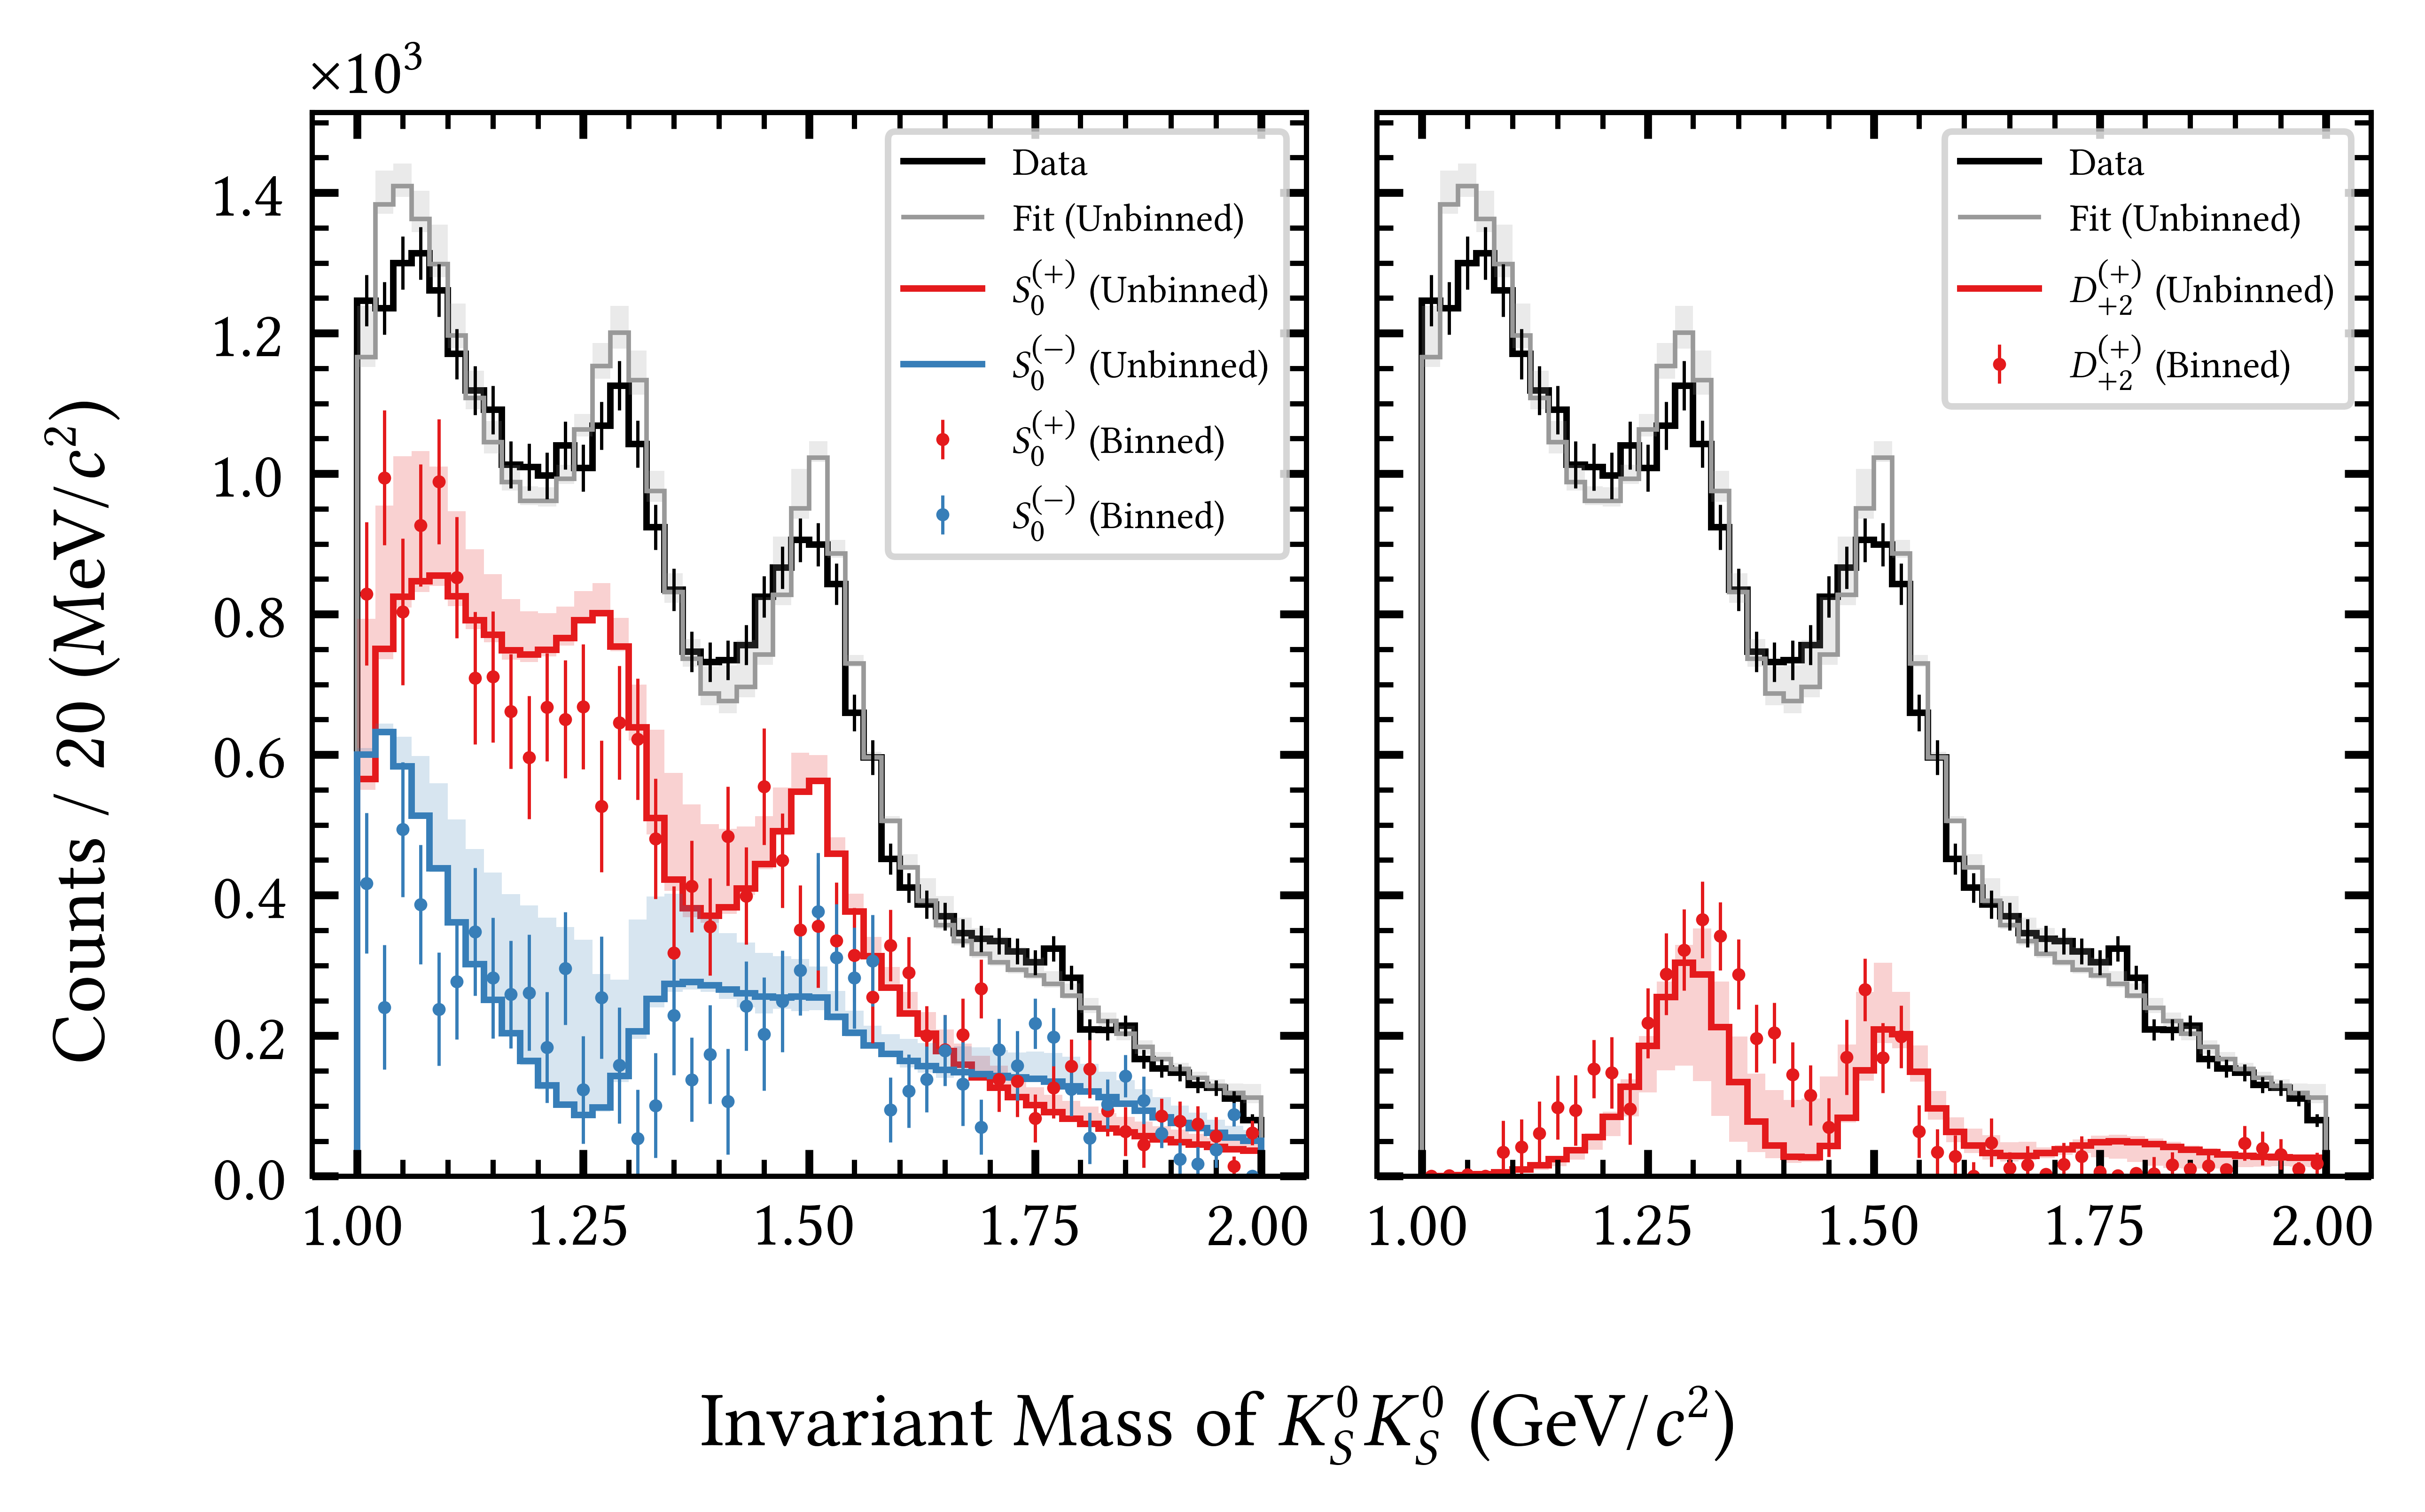 ×10³
Counts / 20 (MeV/c²)
1.4
1.2
1.0
0.8
0.6
0.4
0.2
0.0
Data
Fit (Unbinned)
S₀⁽⁺⁾ (Unbinned)
S₀⁽⁻⁾ (Unbinned)
S₀⁽⁺⁾ (Binned)
S₀⁽⁻⁾ (Binned)
1.00 1.25 1.50 1.75 2.00
Data
Fit (Unbinned)
D₊₂⁽⁺⁾ (Unbinned)
D₊₂⁽⁺⁾ (Binned)
1.00 1.25 1.50 1.75 2.00
Invariant Mass of K_S⁰K_S⁰ (GeV/c²)